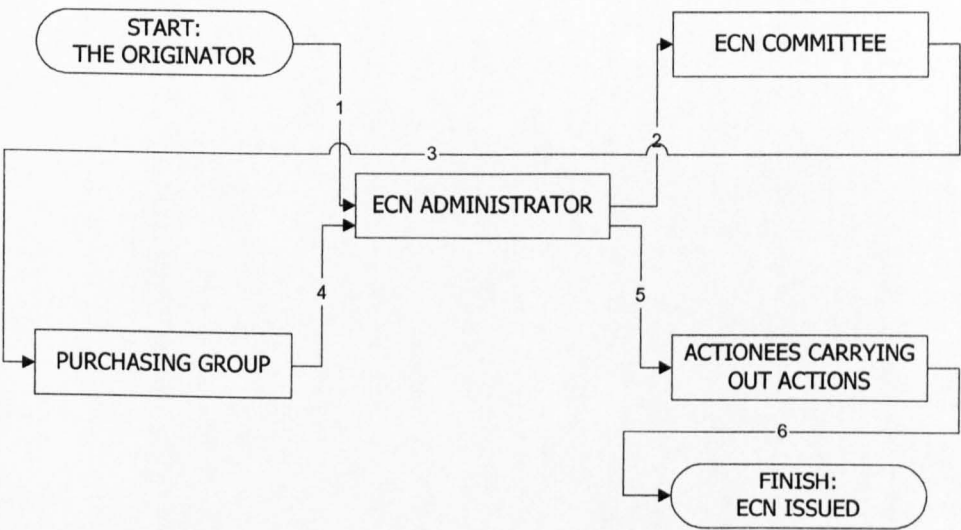 START:
THE ORIGINATOR
ECN COMMITTEE
1
2
3
ECN ADMINISTRATOR
4
5
PURCHASING GROUP
ACTIONEES CARRYING
OUT ACTIONS
6
FINISH:
ECN ISSUED